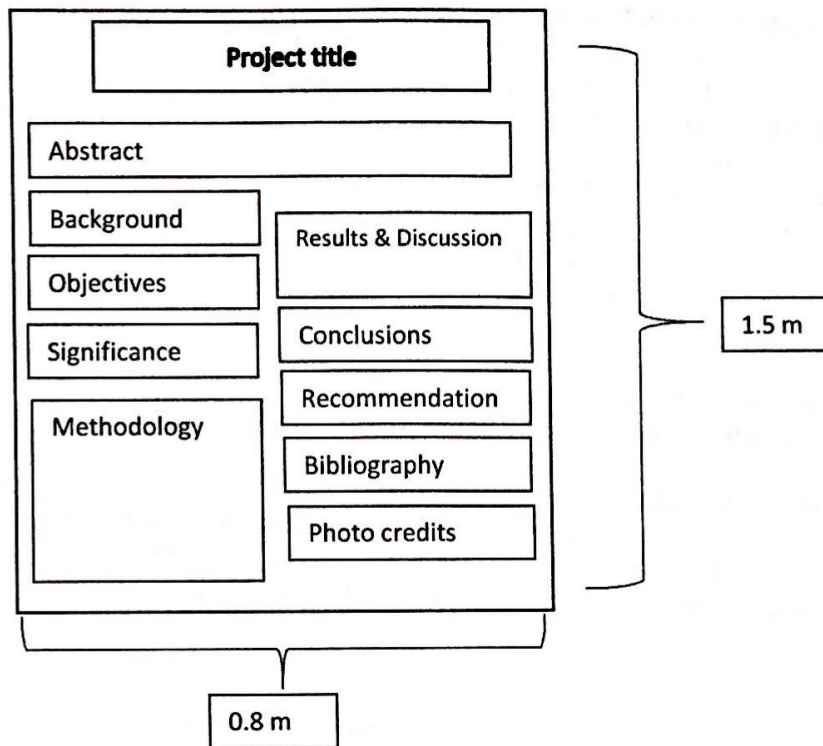 Project title
Abstract
Background
Objectives
Significance
Methodology
Results & Discussion
Conclusions
Recommendation
Bibliography
Photo credits
1.5 m
0.8 m